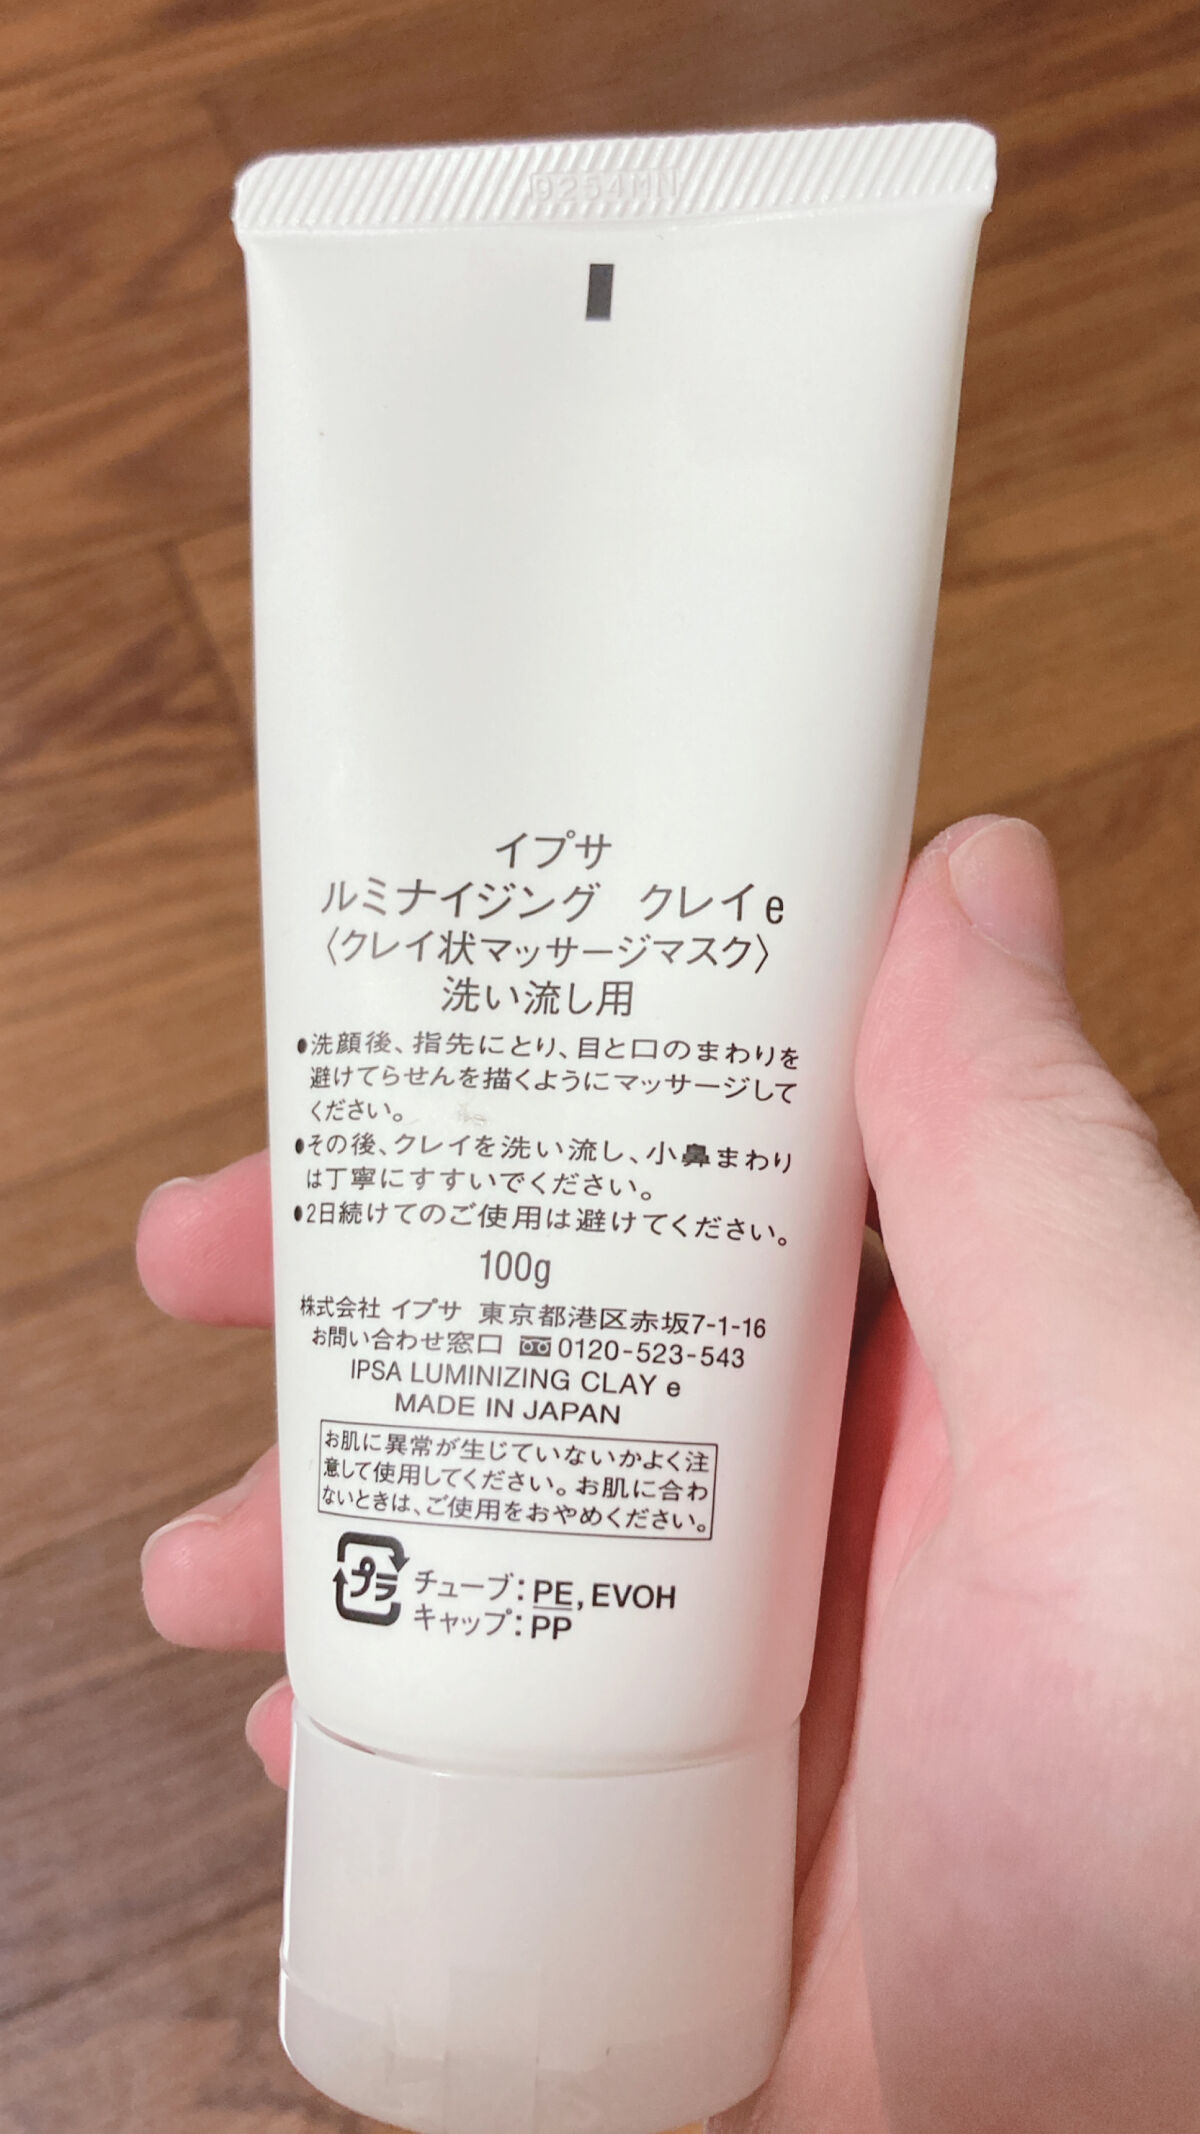 9254MN
イプサ
ルミナイジング クレイe
〈クレイ状マッサージマスク〉
洗い流し用
●洗顔後、指先にとり、目と口のまわりを
避けてらせんを描くようにマッサージして
ください。
●その後、クレイを洗い流し、小鼻まわり
は丁寧にすすいでください。
●2日続けてのご使用は避けてください。
100g
株式会社 イプサ 東京都港区赤坂7-1-16
お問い合わせ窓口 0120-523-543
IPSA LUMINIZING CLAY e
MADE IN JAPAN
お肌に異常が生じていないかよく注
意して使用してください。お肌に合わ
ないときは、ご使用をおやめください。
プラ チューブ:PE, EVOH
キャップ:PP